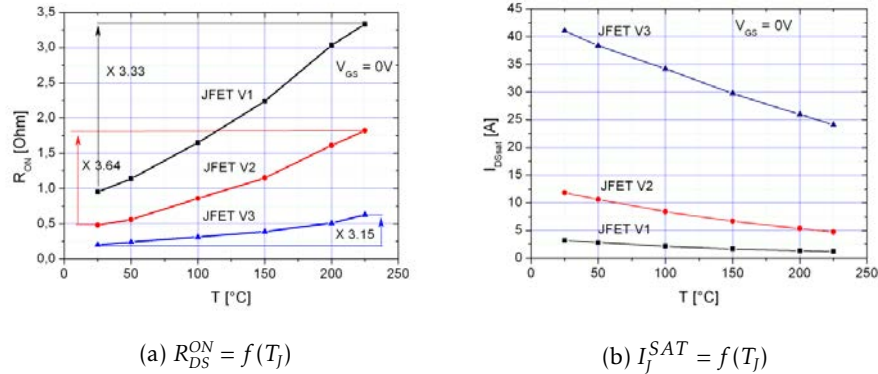 3,5
3,0
2,5
2,0
1,5
1,0
0,5
0,0
R_ON [Ohm]
X 3.33
JFET V1
V_GS = 0V
X 3.64
JFET V2
JFET V3
X 3.15
0 50 100 150 200 250
T [°C]
(a) R_DS^ON = f(T_J)
45
40
35
30
25
20
15
10
5
0
I_DSsat [A]
JFET V3
V_GS = 0V
JFET V2
JFET V1
0 50 100 150 200 250
T [°C]
(b) I_J^SAT = f(T_J)